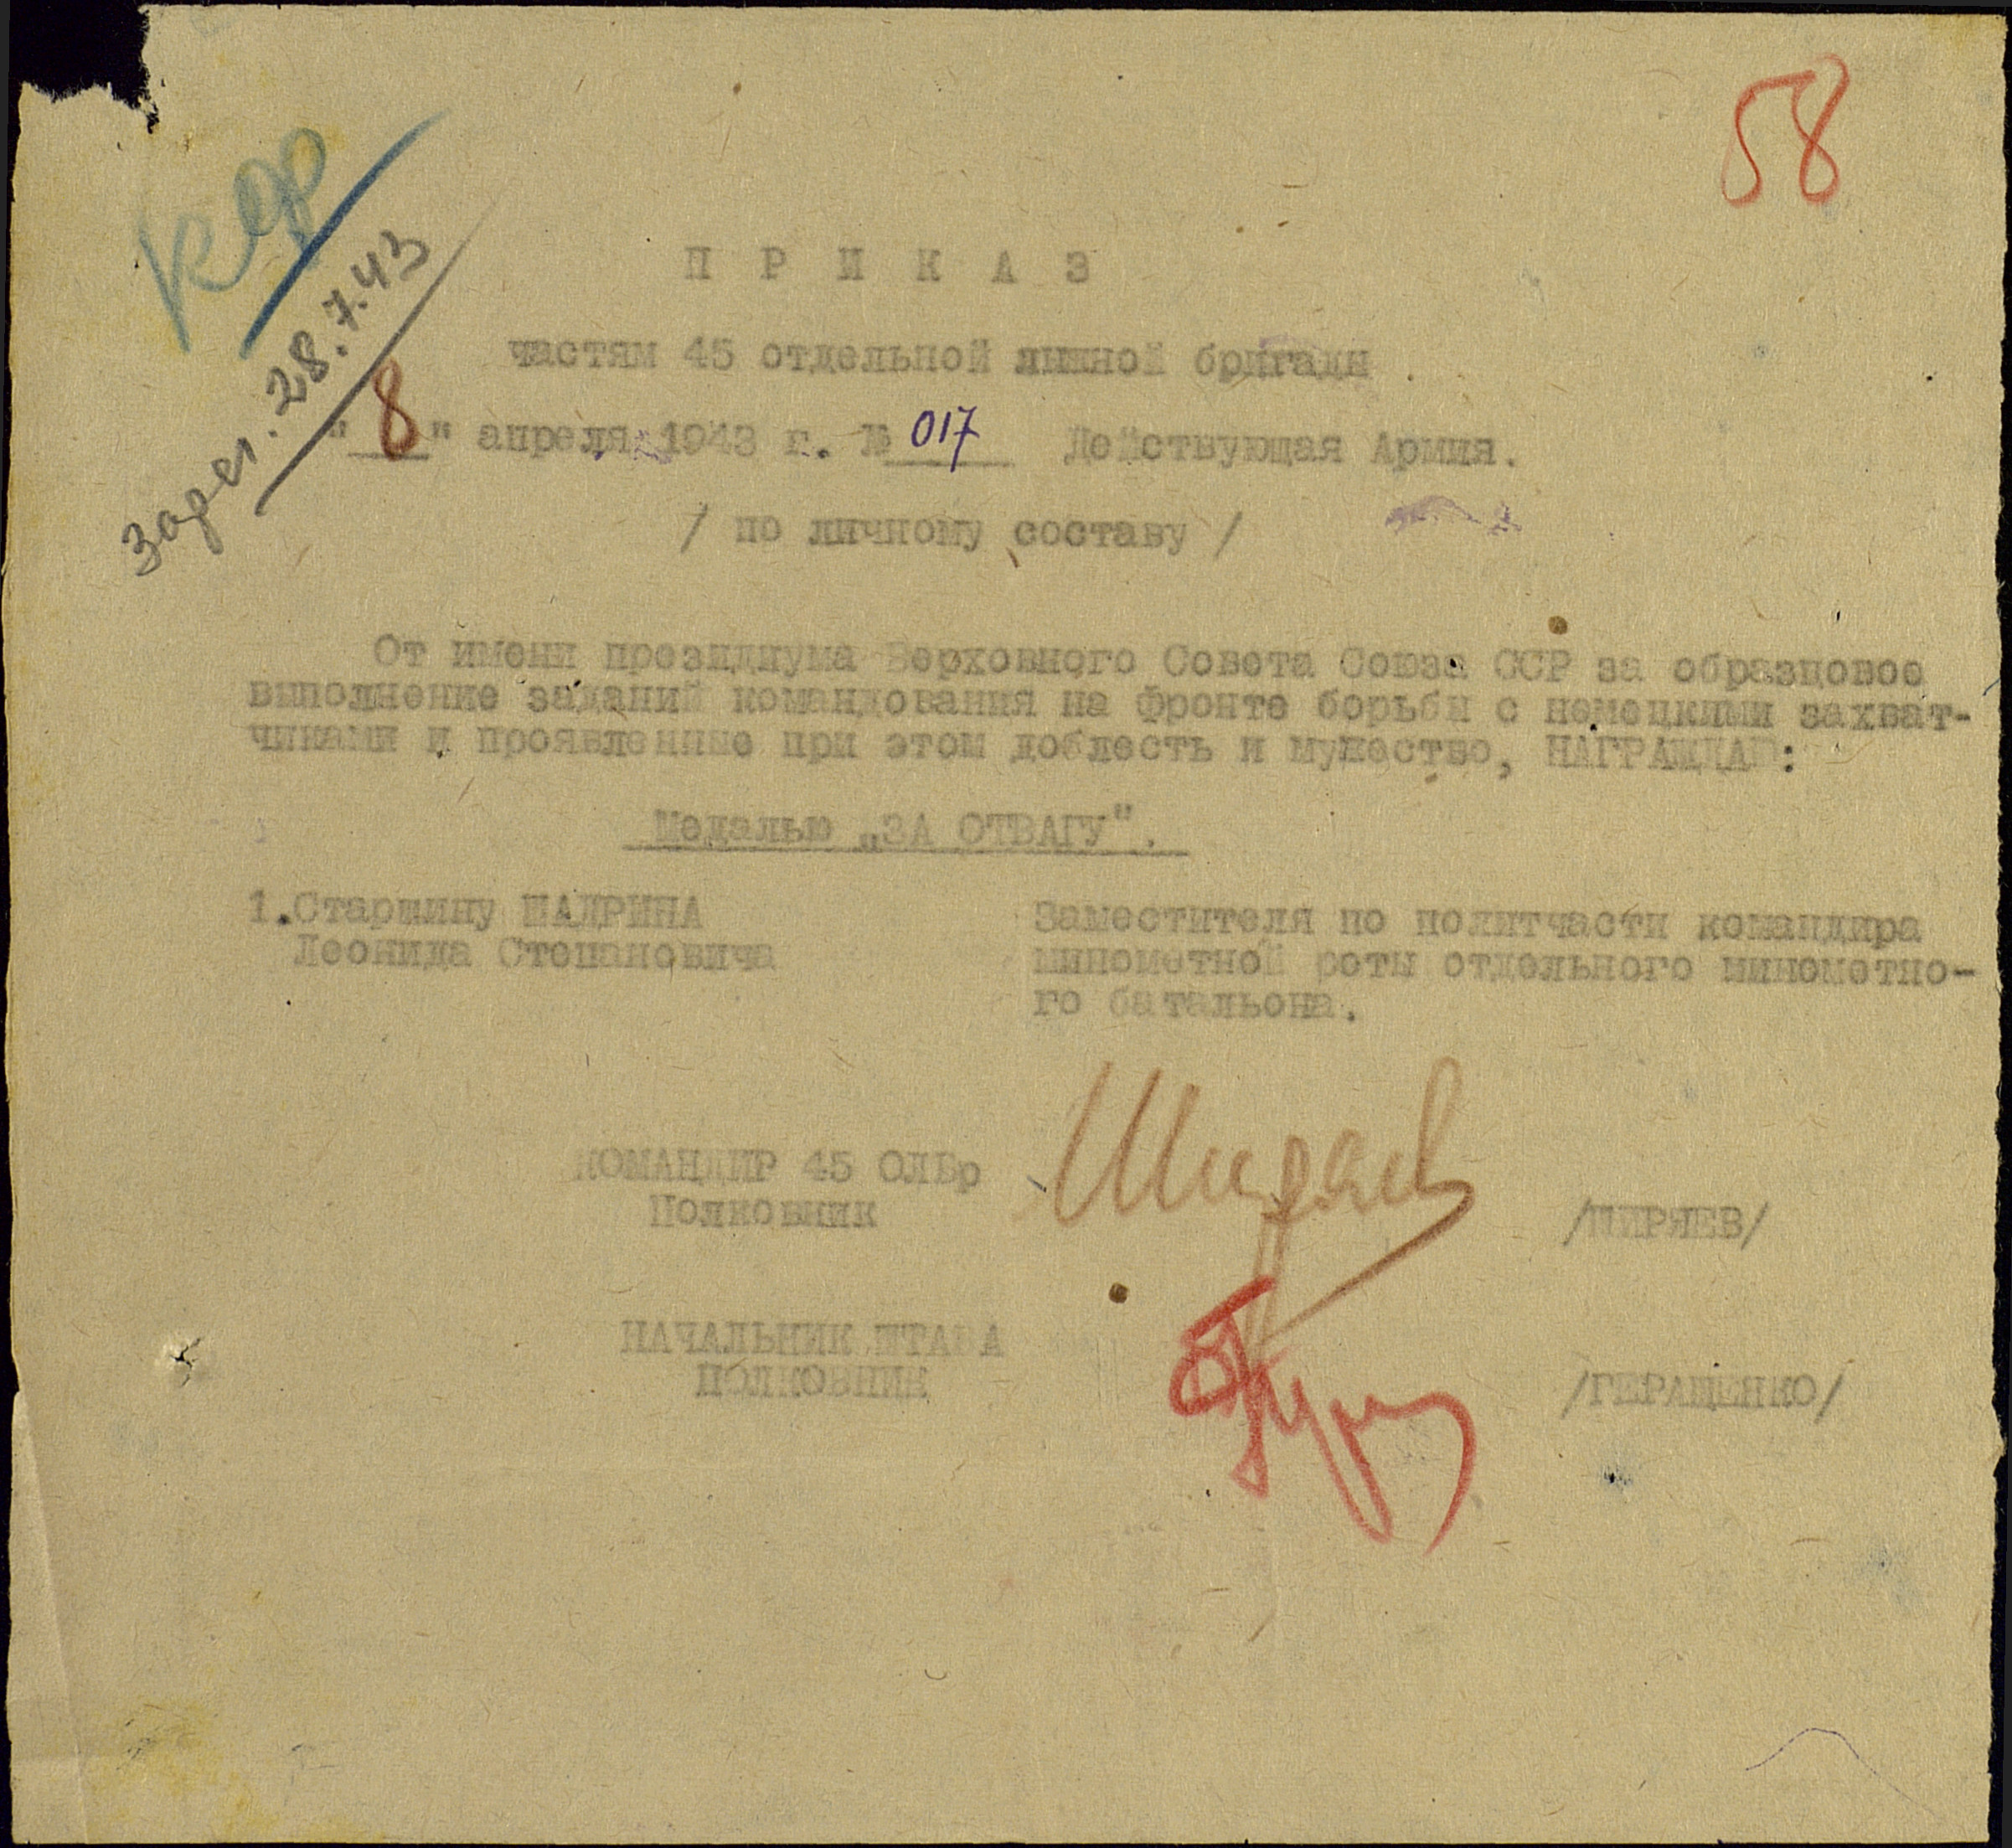 58
Кер
Зарег. 28.7.43
П Р И К А З
частям 45 отдельной лыжной бригады
"8" апреля 1943 г. № 017 Действующая Армия.
/ по личному составу /
От имени президиума Верховного Совета Союза ССР за образцовое
выполнение заданий командования на фронте борьбы с немецкими захват-
чиками и проявленные при этом доблесть и мужество, НАГРАЖДАЮ:
Медалью „ЗА ОТВАГУ".
1.Старшину ШАДРИНА
Леонида Степановича
Заместителя по политчасти командира
минометной роты отдельного минометно-
го батальона.
КОМАНДИР 45 ОЛБр
Полковник
Ширяев
/ШИРЯЕВ/
НАЧАЛЬНИК ШТАБА
ПОЛКОВНИК
/ГЕРАЩЕНКО/